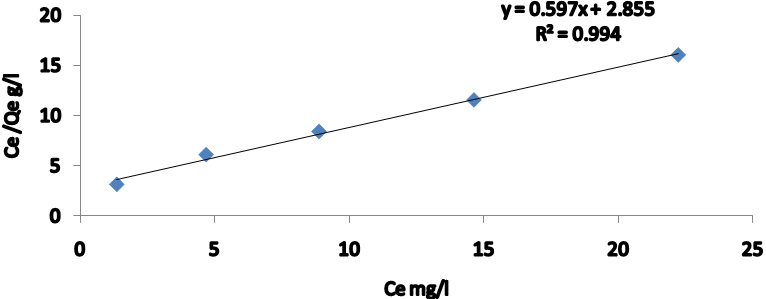 y = 0.597x + 2.855
R² = 0.994
20
15
10
5
0
Ce /Qe g/l
0 5 10 15 20 25
Ce mg/l